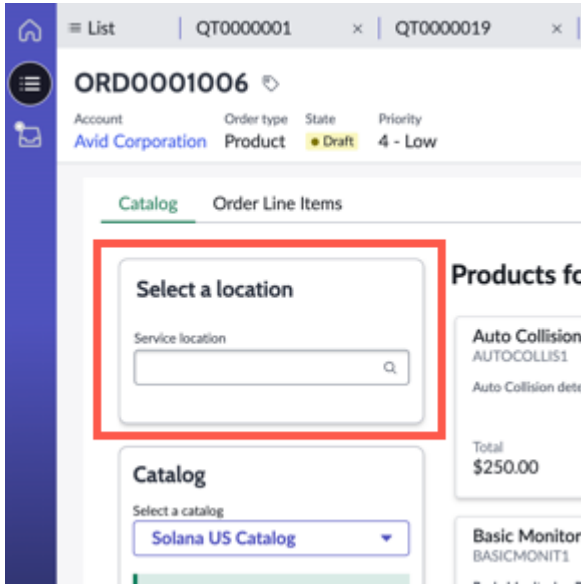 List
QT0000001
QT0000019
ORD0001006
Account
Order type
State
Priority
Avid Corporation
Product
Draft
4 - Low
Catalog
Order Line Items
Select a location
Service location
Products fo
Auto Collision
AUTOCOLLIS1
Auto Collision dete
Total
$250.00
Catalog
Select a catalog
Solana US Catalog
Basic Monitor
BASICMONIT1